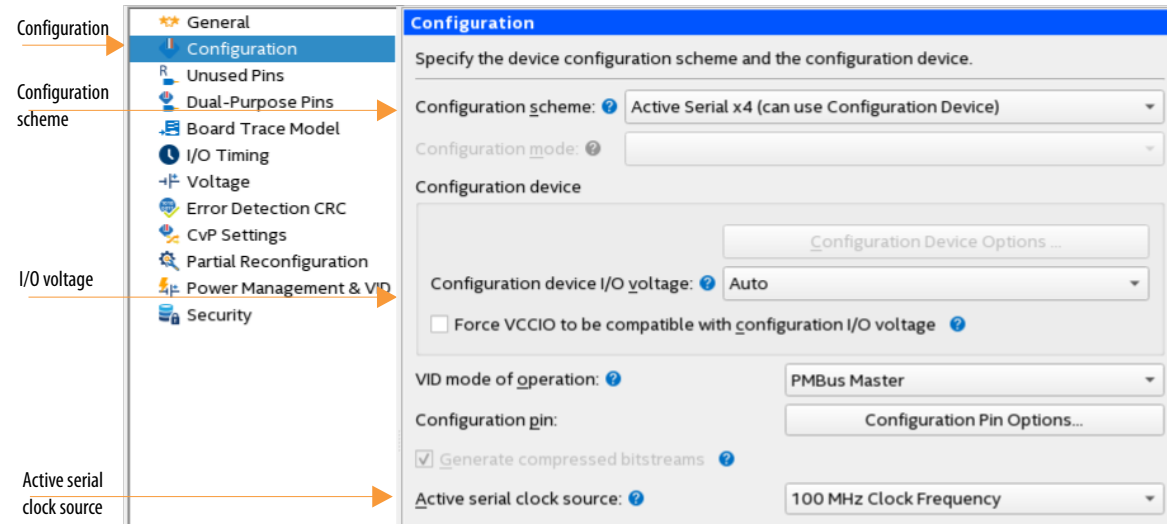 Configuration
Configuration
scheme
I/O voltage
Active serial
clock source
General
Configuration
R Unused Pins
Dual-Purpose Pins
Board Trace Model
I/O Timing
Voltage
Error Detection CRC
CvP Settings
Partial Reconfiguration
Power Management & VID
Security
Configuration
Specify the device configuration scheme and the configuration device.
Configuration scheme: ? Active Serial x4 (can use Configuration Device)
Configuration mode: ?
Configuration device
Configuration Device Options ...
Configuration device I/O voltage: ? Auto
Force VCCIO to be compatible with configuration I/O voltage ?
VID mode of operation: ? PMBus Master
Configuration pin: Configuration Pin Options...
Generate compressed bitstreams ?
Active serial clock source: ? 100 MHz Clock Frequency